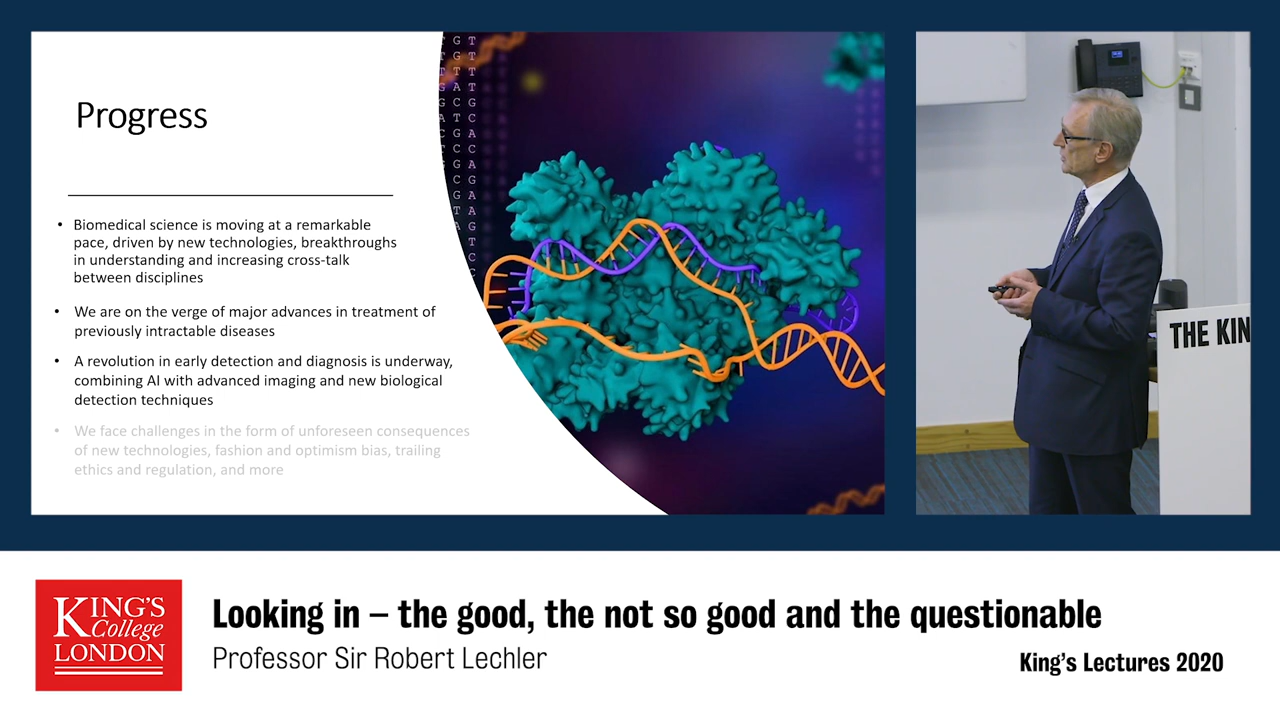 Progress
• Biomedical science is moving at a remarkable
pace, driven by new technologies, breakthroughs
in understanding and increasing cross-talk
between disciplines
• We are on the verge of major advances in treatment of
previously intractable diseases
• A revolution in early detection and diagnosis is underway,
combining AI with advanced imaging and new biological
detection techniques
• We face challenges in the form of unforeseen consequences
of new technologies, fashion and optimism bias, trailing
ethics and regulation, and more
THE KIN
KING'S
College
LONDON
Looking in – the good, the not so good and the questionable
Professor Sir Robert Lechler
King's Lectures 2020